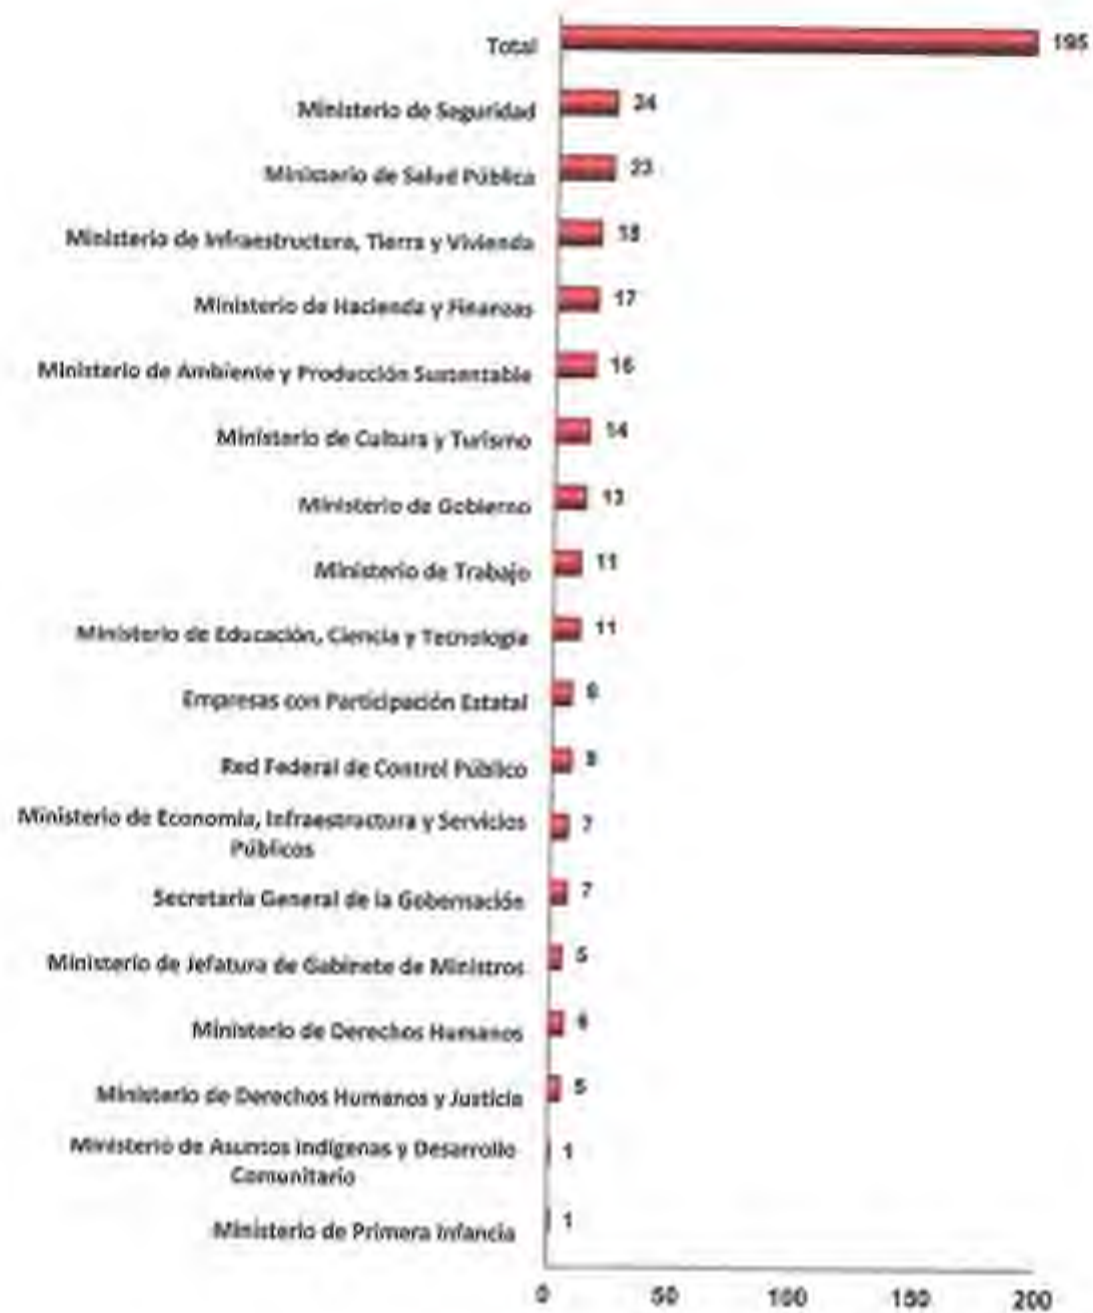 Total 195
Ministerio de Seguridad 24
Ministerio de Salud Pública 23
Ministerio de Infraestructura, Tierra y Vivienda 18
Ministerio de Hacienda y Finanzas 17
Ministerio de Ambiente y Producción Sustentable 16
Ministerio de Cultura y Turismo 14
Ministerio de Gobierno 13
Ministerio de Trabajo 11
Ministerio de Educación, Ciencia y Tecnología 11
Empresas con Participación Estatal 8
Red Federal de Control Público 8
Ministerio de Economía, Infraestructura y Servicios
Públicos 7
Secretaría General de la Gobernación 7
Ministerio de Jefatura de Gabinete de Ministros 5
Ministerio de Derechos Humanos 6
Ministerio de Derechos Humanos y Justicia 5
Ministerio de Asuntos Indígenas y Desarrollo
Comunitario 1
Ministerio de Primera Infancia 1
0 50 100 150 200